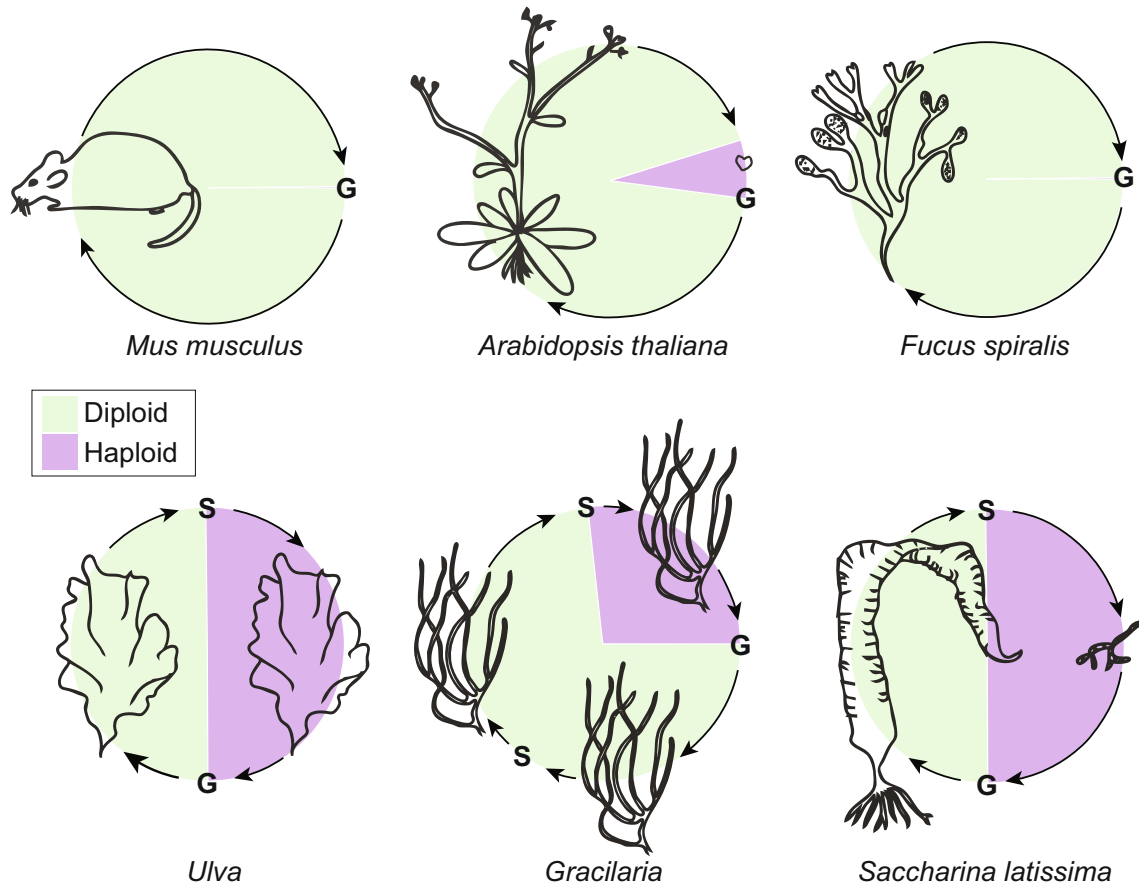 G
G
G
Mus musculus
Arabidopsis thaliana
Fucus spiralis
Diploid
Haploid
S
G
S
G
S
S
G
Ulva
Gracilaria
Saccharina latissima